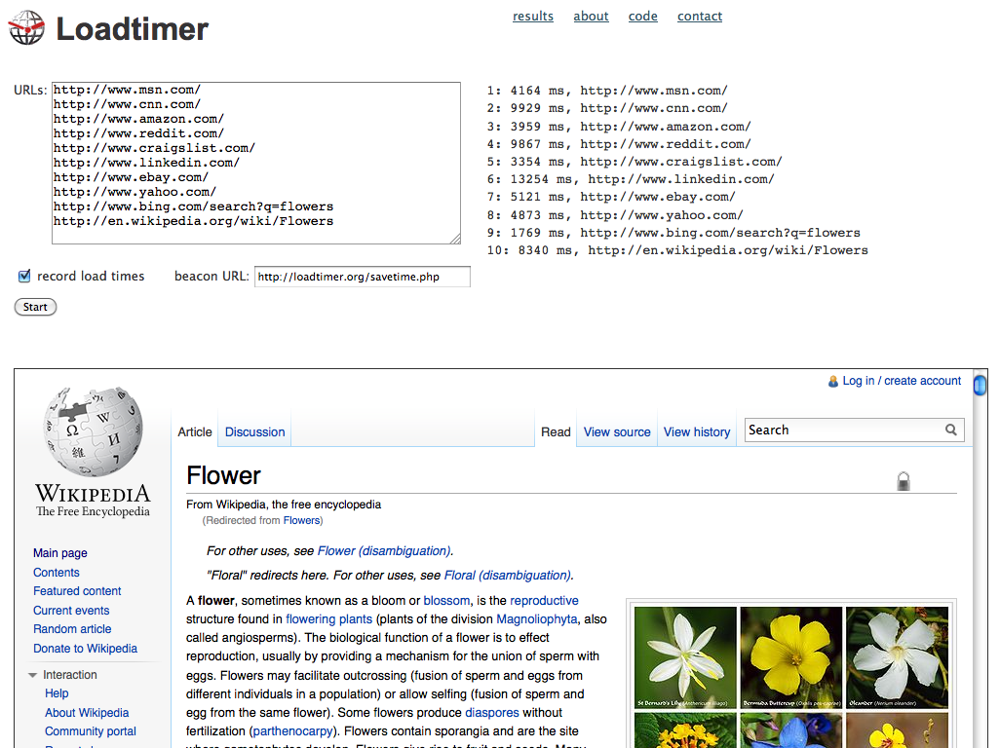 Loadtimer
results about code contact
URLs:
http://www.msn.com/
http://www.cnn.com/
http://www.amazon.com/
http://www.reddit.com/
http://www.craigslist.com/
http://www.linkedin.com/
http://www.ebay.com/
http://www.yahoo.com/
http://www.bing.com/search?q=flowers
http://en.wikipedia.org/wiki/Flowers
1: 4164 ms, http://www.msn.com/
2: 9929 ms, http://www.cnn.com/
3: 3959 ms, http://www.amazon.com/
4: 9867 ms, http://www.reddit.com/
5: 3354 ms, http://www.craigslist.com/
6: 13254 ms, http://www.linkedin.com/
7: 5121 ms, http://www.ebay.com/
8: 4873 ms, http://www.yahoo.com/
9: 1769 ms, http://www.bing.com/search?q=flowers
10: 8340 ms, http://en.wikipedia.org/wiki/Flowers
record load times beacon URL: http://loadtimer.org/savetime.php
Start
Log in / create account
WIKIPEDIA
The Free Encyclopedia
Article Discussion Read View source View history Search
Main page
Contents
Featured content
Current events
Random article
Donate to Wikipedia
Interaction
Help
About Wikipedia
Community portal
Flower
From Wikipedia, the free encyclopedia
(Redirected from Flowers)
For other uses, see Flower (disambiguation).
"Floral" redirects here. For other uses, see Floral (disambiguation).
A flower, sometimes known as a bloom or blossom, is the reproductive
structure found in flowering plants (plants of the division Magnoliophyta, also
called angiosperms). The biological function of a flower is to effect
reproduction, usually by providing a mechanism for the union of sperm with
eggs. Flowers may facilitate outcrossing (fusion of sperm and eggs from
different individuals in a population) or allow selfing (fusion of sperm and
egg from the same flower). Some flowers produce diaspores without
fertilization (parthenocarpy). Flowers contain sporangia and are the site
St Bernard's Lily (Anthericum liliago)
Bermuda Buttercup (Oxalis pes-caprae)
Oleander (Nerium oleander)